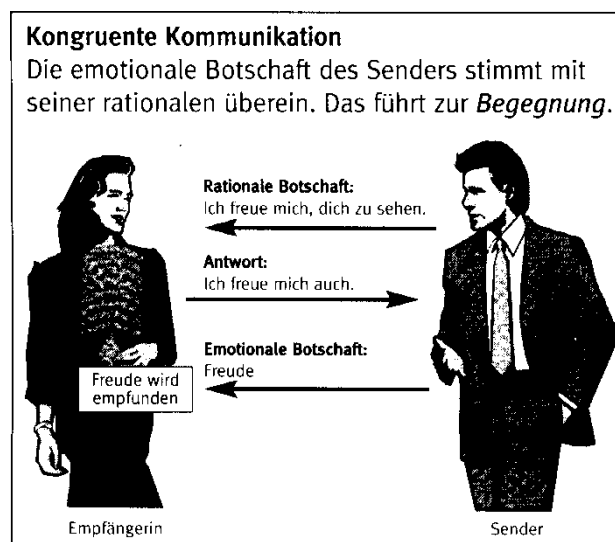 Kongruente Kommunikation
Die emotionale Botschaft des Senders stimmt mit
seiner rationalen überein. Das führt zur Begegnung.
Rationale Botschaft:
Ich freue mich, dich zu sehen.
Antwort:
Ich freue mich auch.
Emotionale Botschaft:
Freude
Freude wird
empfunden
Empfängerin
Sender